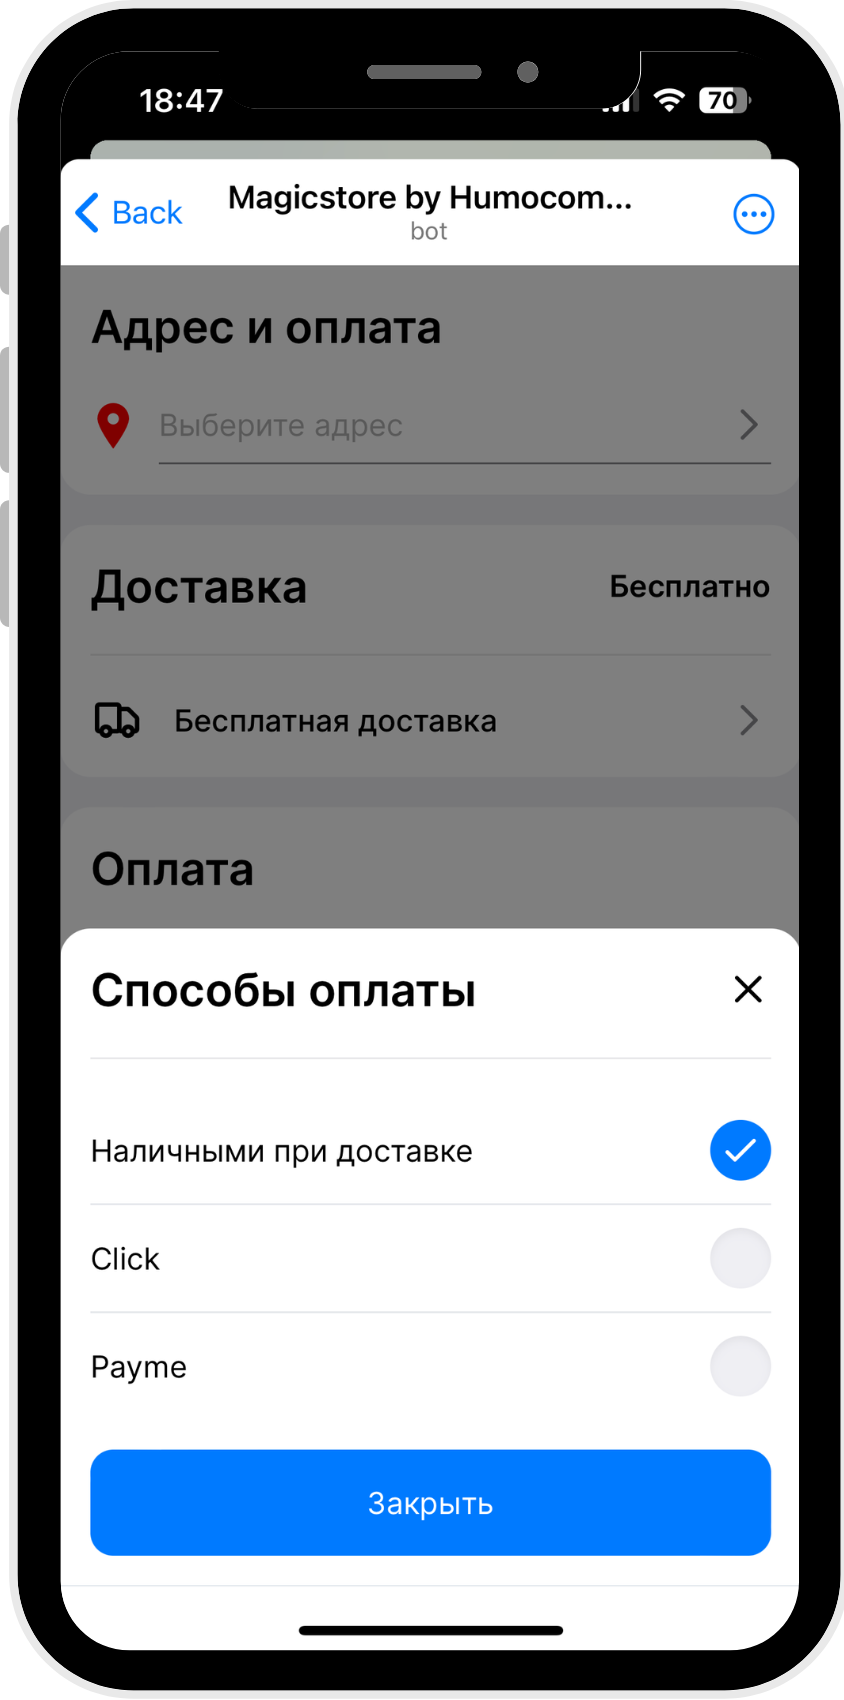 18:47
70
Back
Magicstore by Humocom...
bot
Адрес и оплата
Выберите адрес
Доставка
Бесплатно
Бесплатная доставка
Оплата
Способы оплаты
Наличными при доставке
Click
Payme
Закрыть